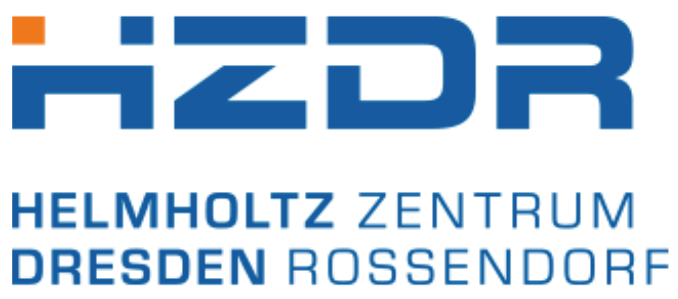 HZDR
HELMHOLTZ ZENTRUM
DRESDEN ROSSENDORF